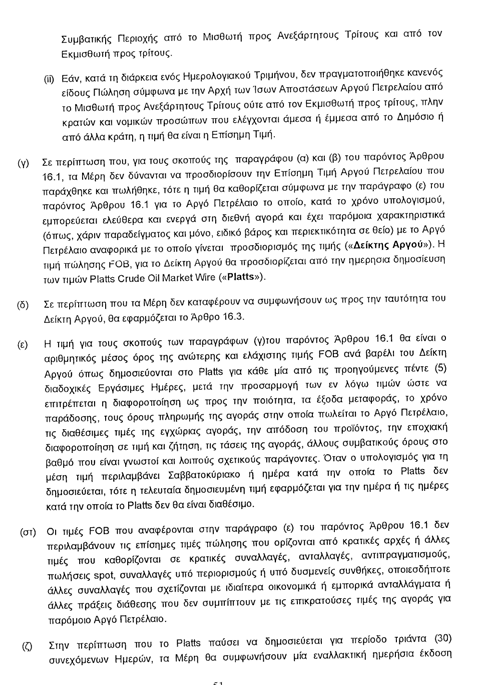 Συμβατικής Περιοχής από το Μισθωτή προς Ανεξάρτητους Τρίτους και από τον
Εκμισθωτή προς τρίτους.
(ii) Εάν, κατά τη διάρκεια ενός Ημερολογιακού Τριμήνου, δεν πραγματοποιήθηκε κανενός
είδους Πώληση σύμφωνα με την Αρχή των Ίσων Αποστάσεων Αργού Πετρελαίου από
το Μισθωτή προς Ανεξάρτητους Τρίτους ούτε από τον Εκμισθωτή προς τρίτους, πλην
κρατών και νομικών προσώπων που ελέγχονται άμεσα ή έμμεσα από το Δημόσιο ή
από άλλα κράτη, η τιμή θα είναι η Επίσημη Τιμή.
(γ) Σε περίπτωση που, για τους σκοπούς της παραγράφου (α) και (β) του παρόντος Άρθρου
16.1, τα Μέρη δεν δύνανται να προσδιορίσουν την Επίσημη Τιμή Αργού Πετρελαίου που
παράχθηκε και πωλήθηκε, τότε η τιμή θα καθορίζεται σύμφωνα με την παράγραφο (ε) του
παρόντος Άρθρου 16.1 για το Αργό Πετρέλαιο το οποίο, κατά το χρόνο υπολογισμού,
εμπορεύεται ελεύθερα και ενεργά στη διεθνή αγορά και έχει παρόμοια χαρακτηριστικά
(όπως, χάριν παραδείγματος και μόνο, ειδικό βάρος και περιεκτικότητα σε θείο) με το Αργό
Πετρέλαιο αναφορικά με το οποίο γίνεται προσδιορισμός της τιμής («Δείκτης Αργού»). Η
τιμή πώλησης FOB, για το Δείκτη Αργού θα προσδιορίζεται από την ημερησια δημοσίευση
των τιμών Platts Crude Oil Market Wire («Platts»).
(δ) Σε περίπτωση που τα Μέρη δεν καταφέρουν να συμφωνήσουν ως προς την ταυτότητα του
Δείκτη Αργού, θα εφαρμόζεται το Άρθρο 16.3.
(ε) Η τιμή για τους σκοπούς των παραγράφων (γ)του παρόντος Άρθρου 16.1 θα είναι ο
αριθμητικός μέσος όρος της ανώτερης και ελάχιστης τιμής FOB ανά βαρέλι του Δείκτη
Αργού όπως δημοσιεύονται στο Platts για κάθε μία από τις προηγούμενες πέντε (5)
διαδοχικές Εργάσιμες Ημέρες, μετά την προσαρμογή των εν λόγω τιμών ώστε να
επιτρέπεται η διαφοροποίηση ως προς την ποιότητα, τα έξοδα μεταφοράς, το χρόνο
παράδοσης, τους όρους πληρωμής της αγοράς στην οποία πωλείται το Αργό Πετρέλαιο,
τις διαθέσιμες τιμές της εγχώριας αγοράς, την απόδοση του προϊόντος, την εποχιακή
διαφοροποίηση σε τιμή και ζήτηση, τις τάσεις της αγοράς, άλλους συμβατικούς όρους στο
βαθμό που είναι γνωστοί και λοιπούς σχετικούς παράγοντες. Όταν ο υπολογισμός για τη
μέση τιμή περιλαμβάνει Σαββατοκύριακο ή ημέρα κατά την οποία το Platts δεν
δημοσιεύεται, τότε η τελευταία δημοσιευμένη τιμή εφαρμόζεται για την ημέρα ή τις ημέρες
κατά την οποία το Platts δεν θα είναι διαθέσιμο.
(στ) Οι τιμές FOB που αναφέρονται στην παράγραφο (ε) του παρόντος Άρθρου 16.1 δεν
περιλαμβάνουν τις επίσημες τιμές πώλησης που ορίζονται από κρατικές αρχές ή άλλες
τιμές που καθορίζονται σε κρατικές συναλλαγές, ανταλλαγές, αντιπραγματισμούς,
πωλήσεις spot, συναλλαγές υπό περιορισμούς ή υπό δυσμενείς συνθήκες, οποιεσδήποτε
άλλες συναλλαγές που σχετίζονται με ιδιαίτερα οικονομικά ή εμπορικά ανταλλάγματα ή
άλλες πράξεις διάθεσης που δεν συμπίπτουν με τις επικρατούσες τιμές της αγοράς για
παρόμοιο Αργό Πετρέλαιο.
(ζ) Στην περίπτωση που το Platts παύσει να δημοσιεύεται για περίοδο τριάντα (30)
συνεχόμενων Ημερών, τα Μέρη θα συμφωνήσουν μία εναλλακτική ημερήσια έκδοση